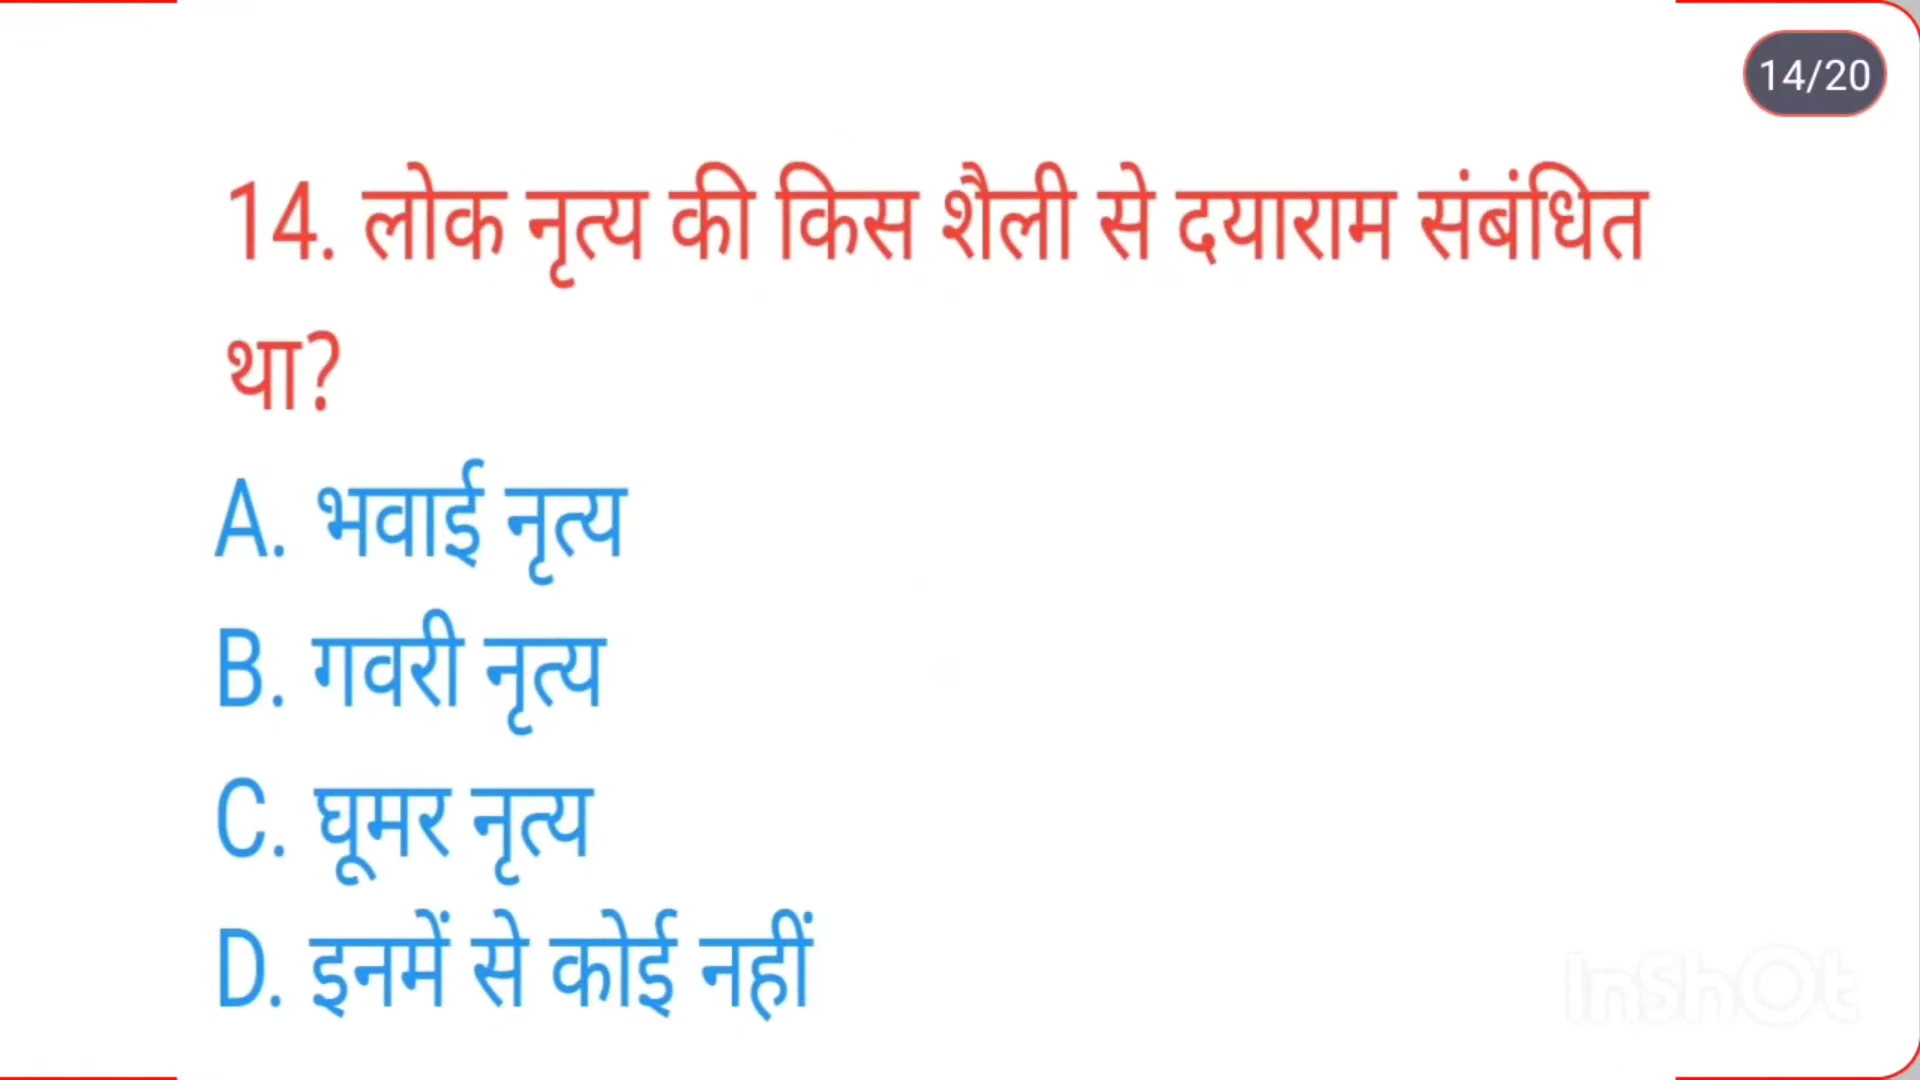 14/20
14. लोक नृत्य की किस शैली से दयाराम संबंधित
था?
A. भवाई नृत्य
B. गवरी नृत्य
C. घूमर नृत्य
D. इनमें से कोई नहीं
InShOt